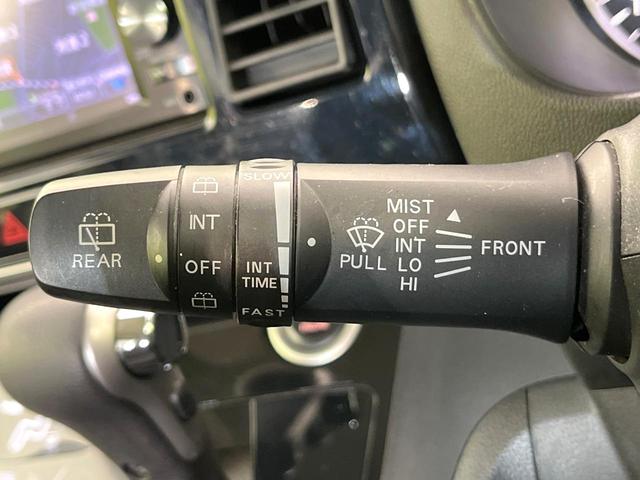 REAR
INT
OFF
SLOW
INT
TIME
FAST
PULL
MIST
OFF
INT
LO
HI
FRONT